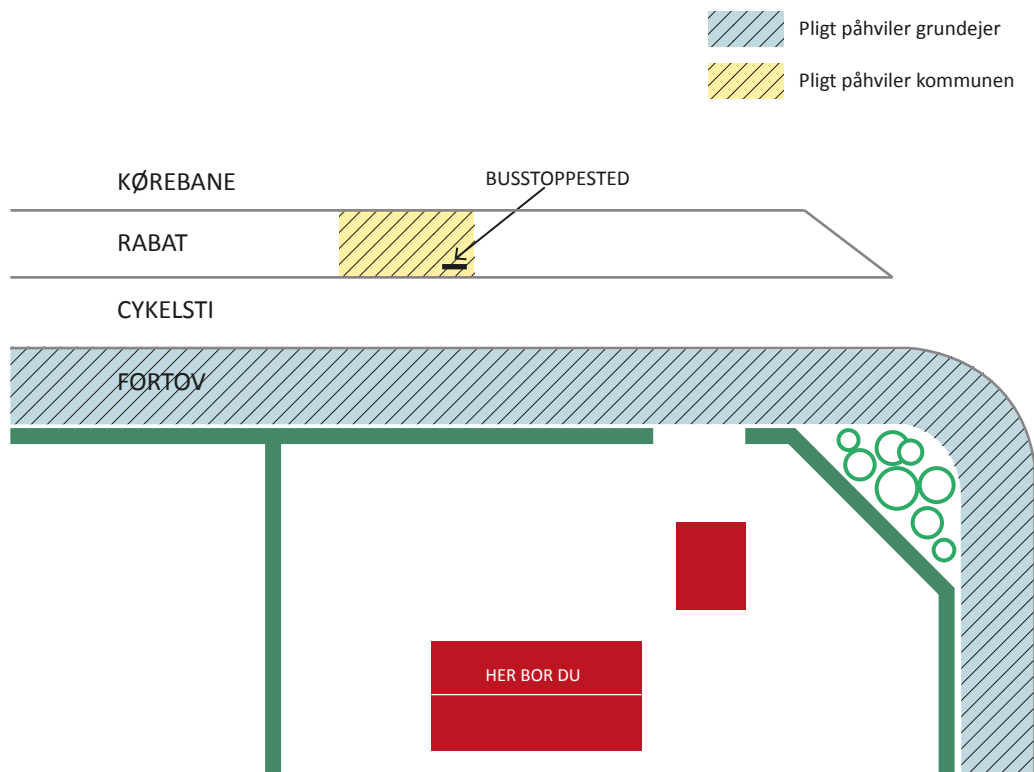 Pligt påhviler grundejer
Pligt påhviler kommunen
KØREBANE
BUSSTOPPESTED
RABAT
CYKELSTI
FORTOV
HER BOR DU